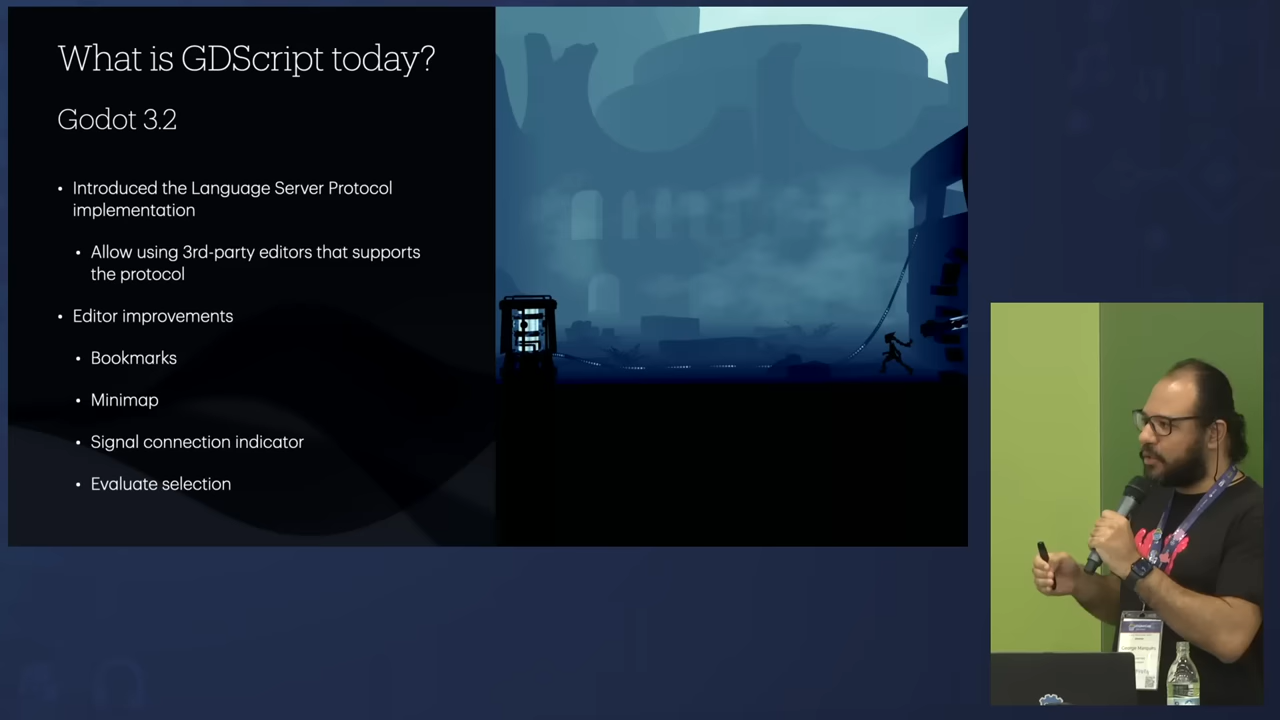 What is GDScript today?
Godot 3.2
• Introduced the Language Server Protocol
implementation
• Allow using 3rd-party editors that supports
the protocol
• Editor improvements
• Bookmarks
• Minimap
• Signal connection indicator
• Evaluate selection